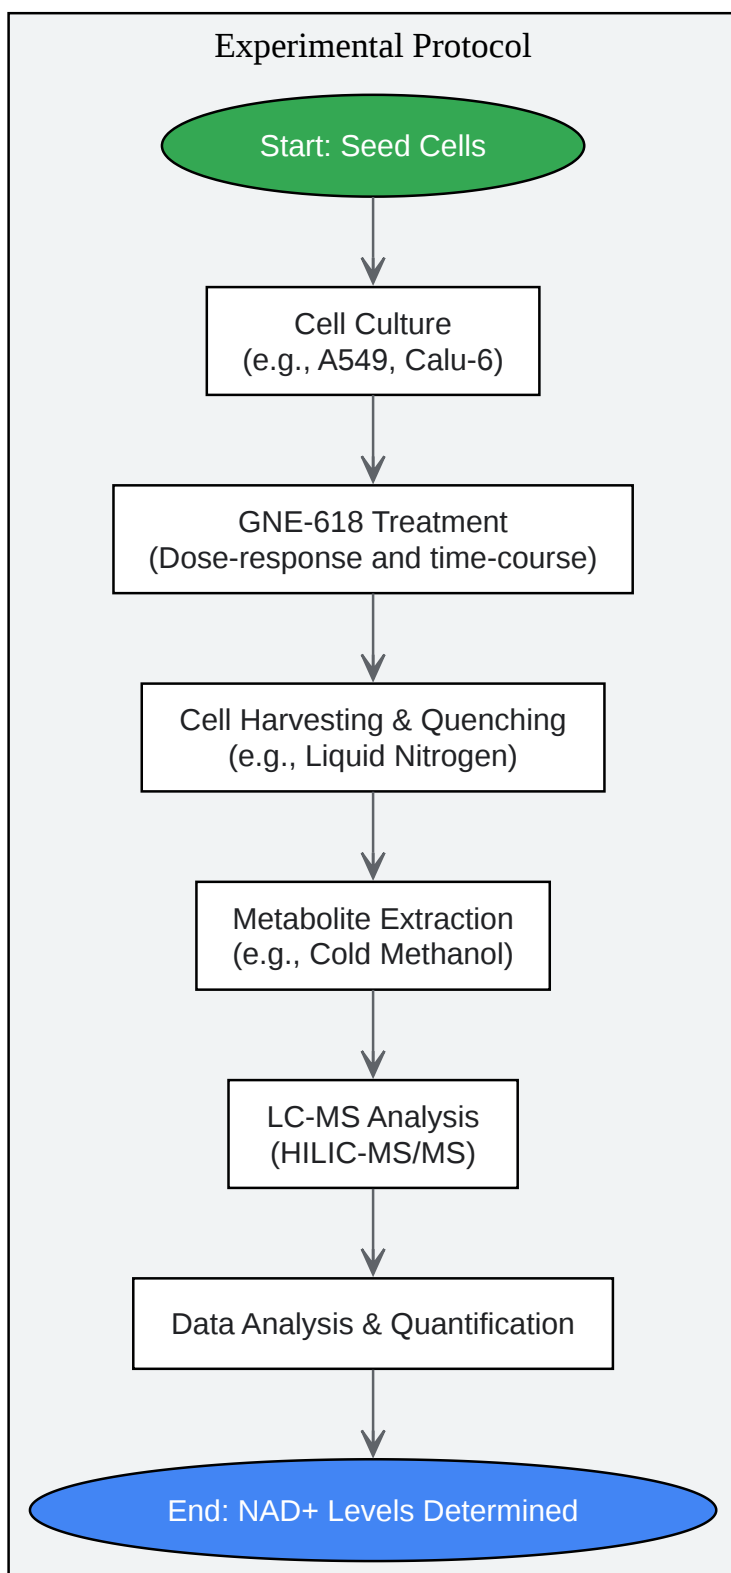 Experimental Protocol
Start: Seed Cells
Cell Culture
(e.g., A549, Calu-6)
GNE-618 Treatment
(Dose-response and time-course)
Cell Harvesting & Quenching
(e.g., Liquid Nitrogen)
Metabolite Extraction
(e.g., Cold Methanol)
LC-MS Analysis
(HILIC-MS/MS)
Data Analysis & Quantification
End: NAD+ Levels Determined